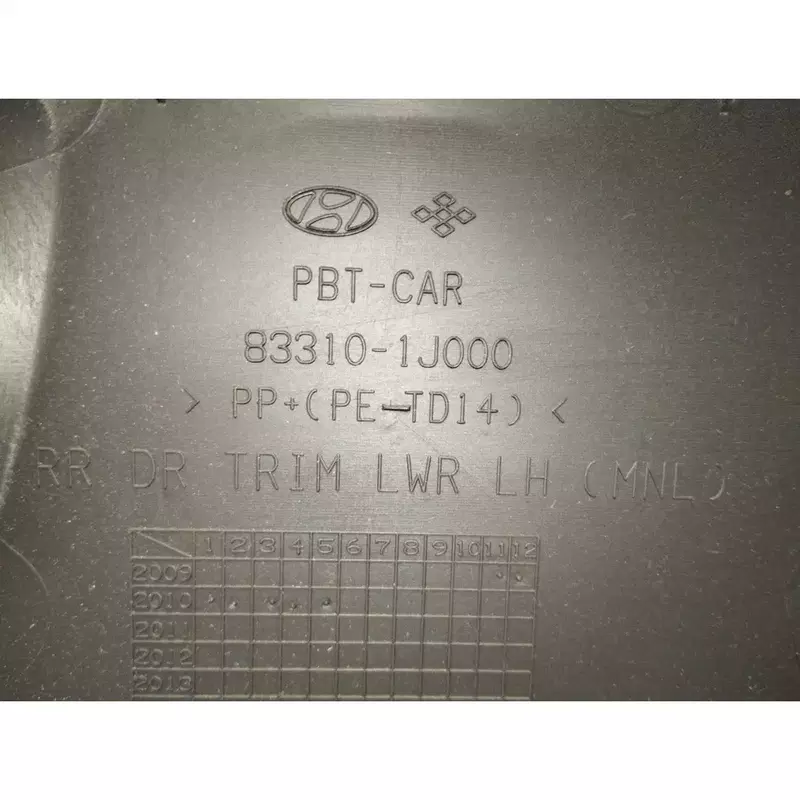 PBT-CAR
83310-1J000
> PP+(PE-TD14) <
RR DR TRIM LWR LH (MNL)
1 2 3 4 5 6 7 8 9 10 11 12
2009
2010
2011
2012
2013